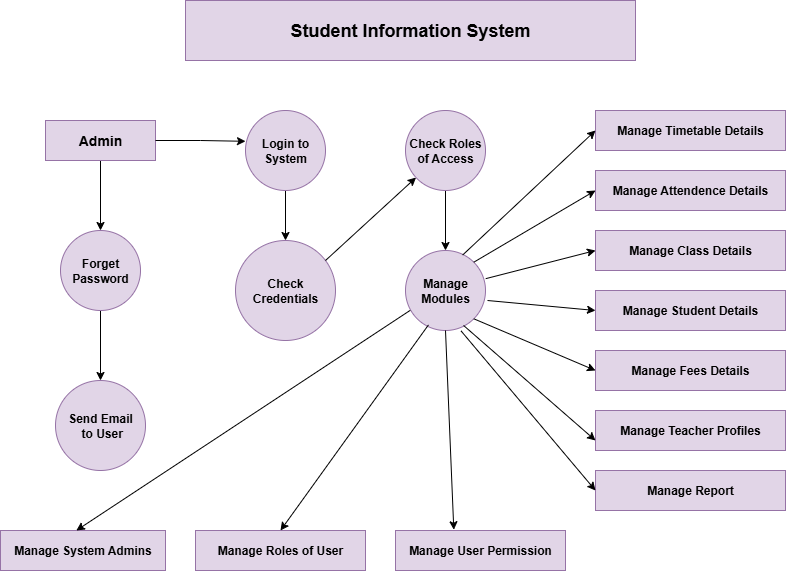 Student Information System
Admin
Login to
System
Check Roles
of Access
Manage Timetable Details
Manage Attendence Details
Manage Class Details
Forget
Password
Check
Credentials
Manage
Modules
Manage Student Details
Manage Fees Details
Send Email
to User
Manage Teacher Profiles
Manage Report
Manage System Admins
Manage Roles of User
Manage User Permission